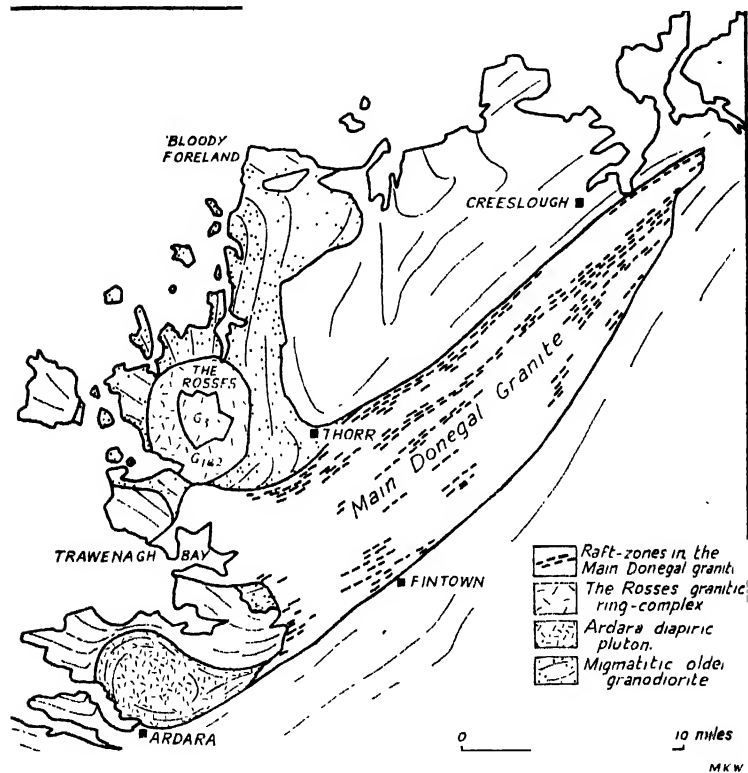 'BLOODY
FORELAND
CREESLOUGH
THE
ROSSES
G3
G1&2
THORR
Main Donegal Granite
TRAWENAGH BAY
FINTOWN
ARDARA
Raft-zones in the
Main Donegal granit
The Rosses granitic
ring-complex
Ardara diapiric
pluton.
Migmatitic older
granodiorite
0 10 miles
MKW